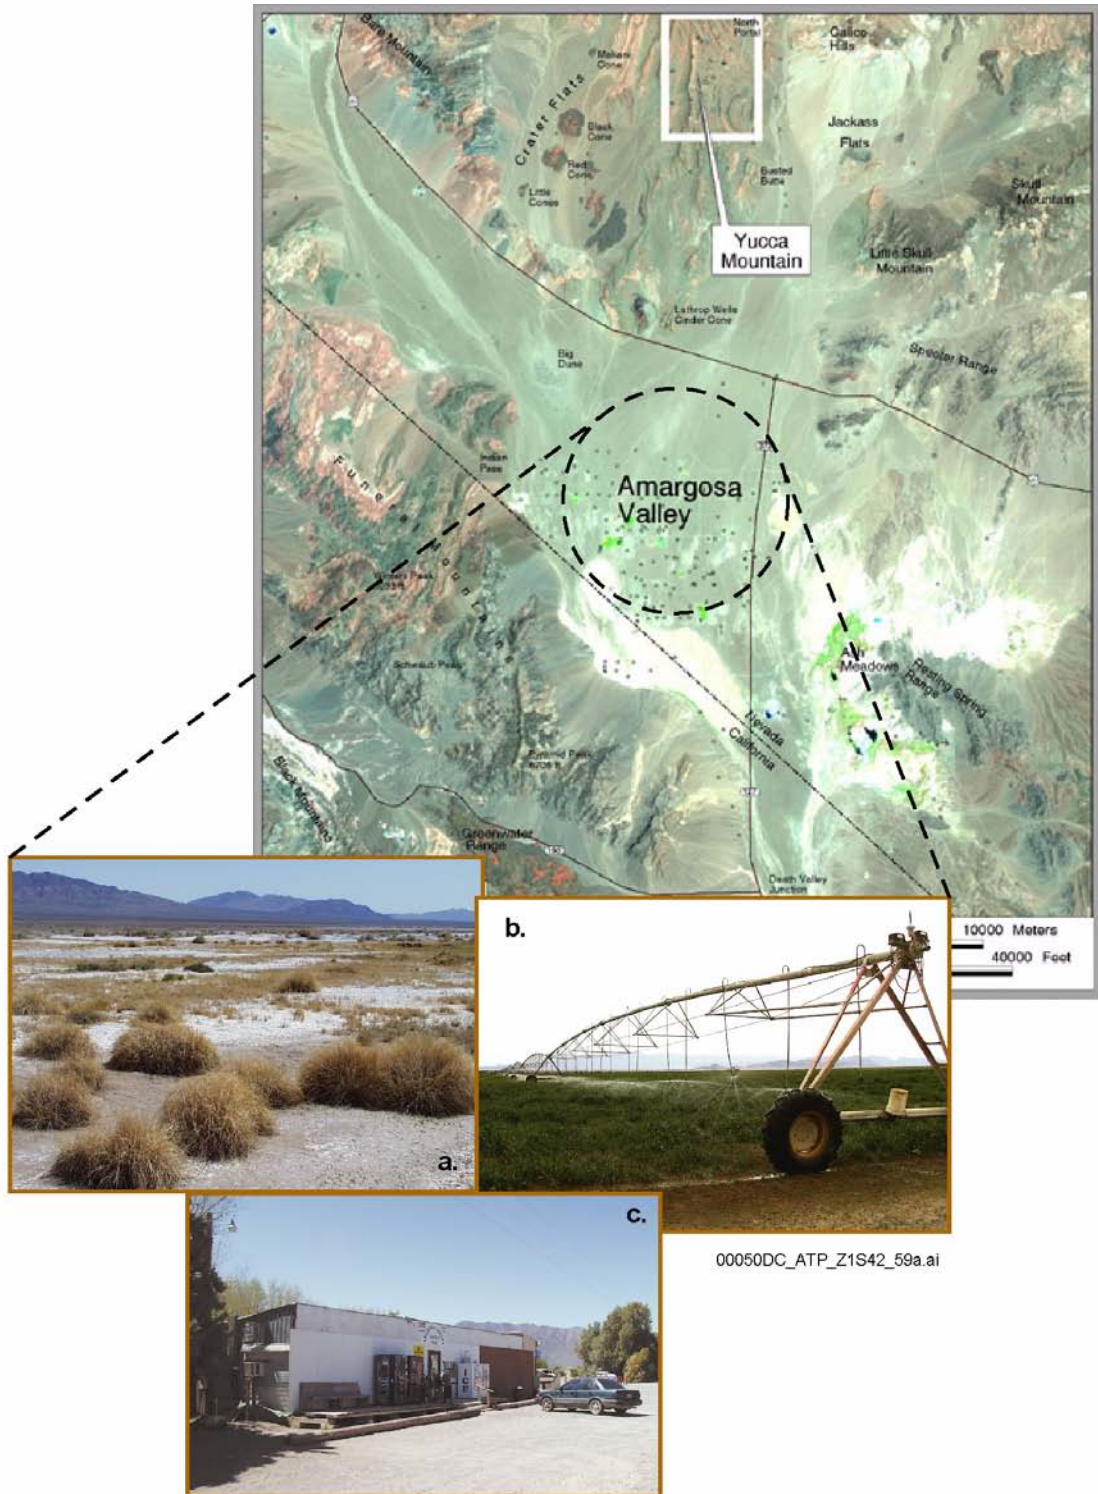 North
Portal
Calico
Hills
Bare Mountain
Makani
Cone
Crater Flats
Black
Cone
Jackass
Flats
Red
Cone
Busted
Butte
Little
Cones
Skull
Mountain
Yucca
Mountain
Little Skull
Mountain
Lathrop Wells
Cinder Cone
Big
Dune
Specter Range
Indian
Pass
Amargosa
Valley
Funeral Mountains
Schwaub Peak
Ash
Meadows
Resting Spring
Range
Nevada
California
Pyramid Peak
6703 ft
Black Mountains
Greenwater
Range
Death Valley
Junction
10000 Meters
40000 Feet
a.
b.
c.
ICE
00050DC_ATP_Z1S42_59a.ai